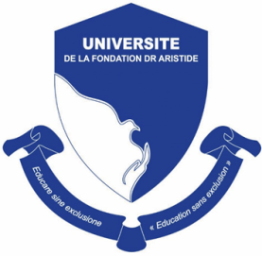 UNIVERSITE
DE LA FONDATION DR ARISTIDE
Educare sine exclusione
« Education sans exclusion »